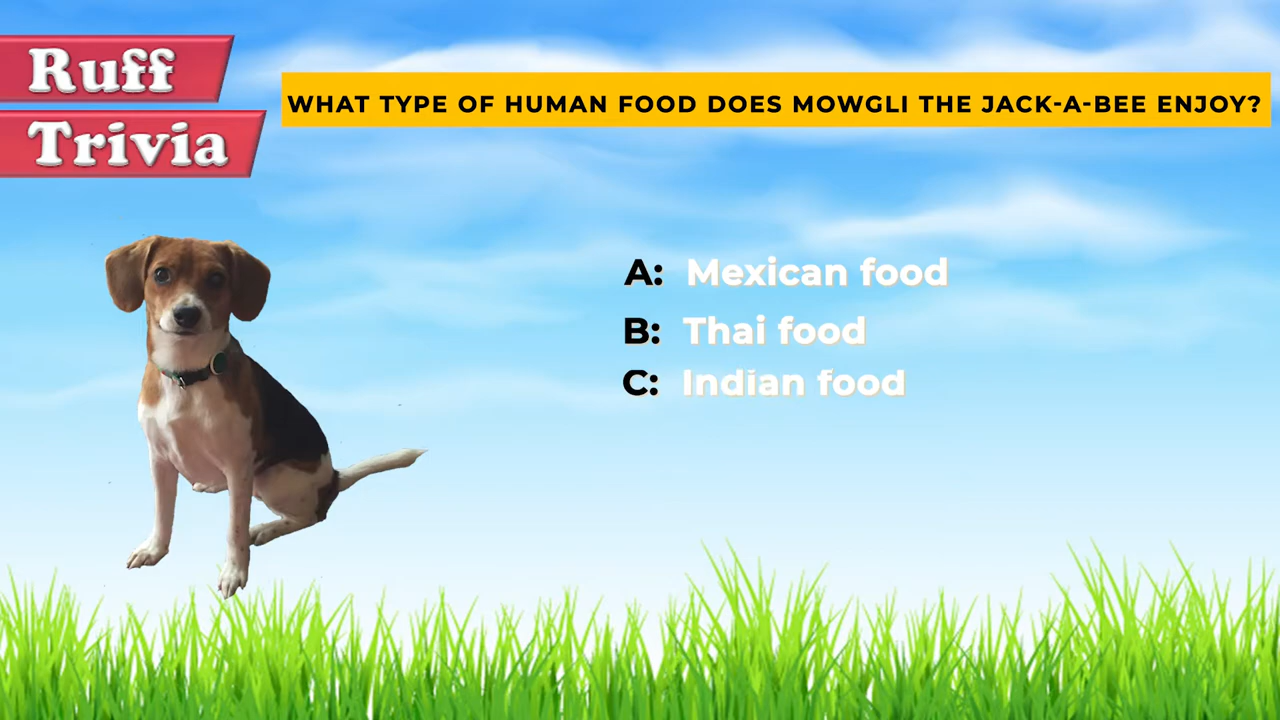 Ruff
Trivia
WHAT TYPE OF HUMAN FOOD DOES MOWGLI THE JACK-A-BEE ENJOY?
A: Mexican food
B: Thai food
C: Indian food